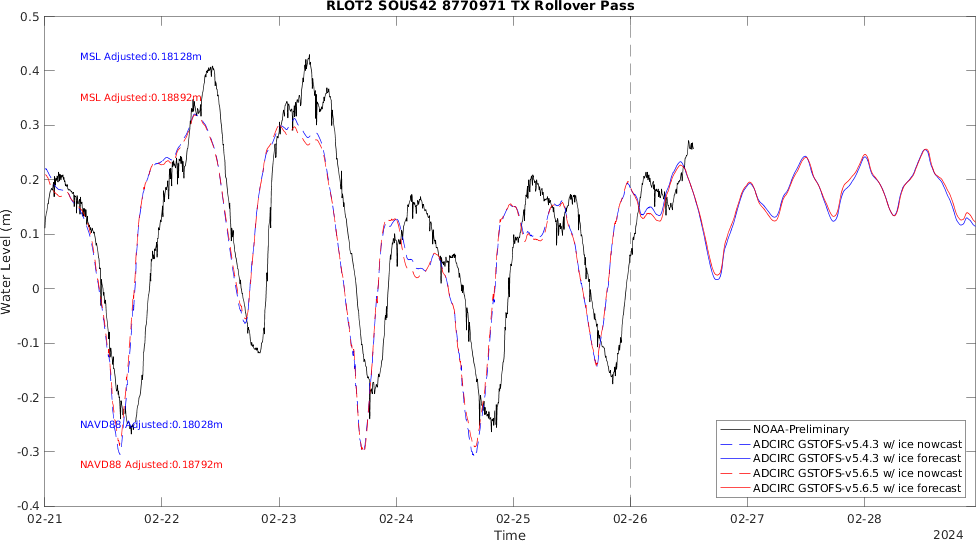 RLOT2 SOUS42 8770971 TX Rollover Pass
0.5
0.4
0.3
0.2
0.1
0
-0.1
-0.2
-0.3
-0.4
Water Level (m)
MSL Adjusted:0.18128m
MSL Adjusted:0.18892m
NAVD88 Adjusted:0.18028m
NAVD88 Adjusted:0.18792m
NOAA-Preliminary
ADCIRC GSTOFS-v5.4.3 w/ ice nowcast
ADCIRC GSTOFS-v5.4.3 w/ ice forecast
ADCIRC GSTOFS-v5.6.5 w/ ice nowcast
ADCIRC GSTOFS-v5.6.5 w/ ice forecast
02-21 02-22 02-23 02-24 02-25 02-26 02-27 02-28
Time
2024